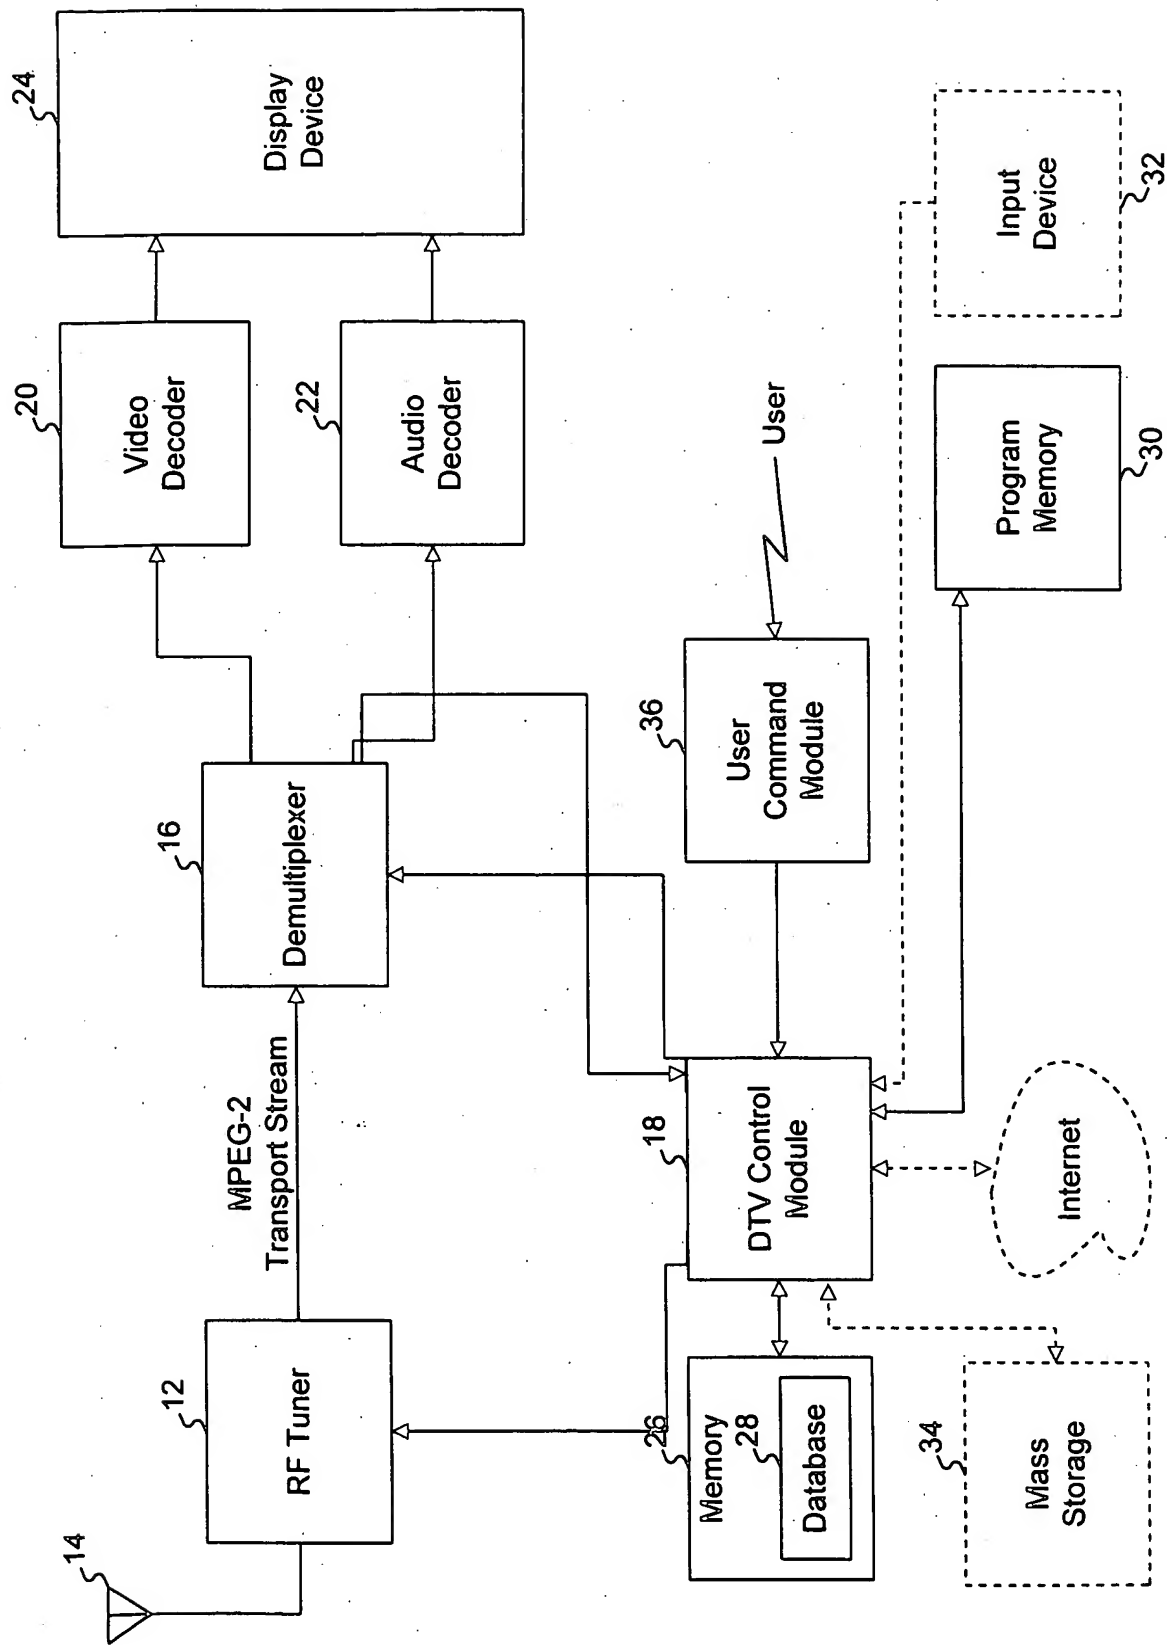 14
12
RF Tuner
MPEG-2
Transport Stream
16
Demultiplexer
20
Video
Decoder
22
Audio
Decoder
24
Display
Device
26
Memory
28
Database
18
DTV Control
Module
36
User
Command
Module
User
34
Mass
Storage
Internet
Program
Memory
30
Input
Device
32